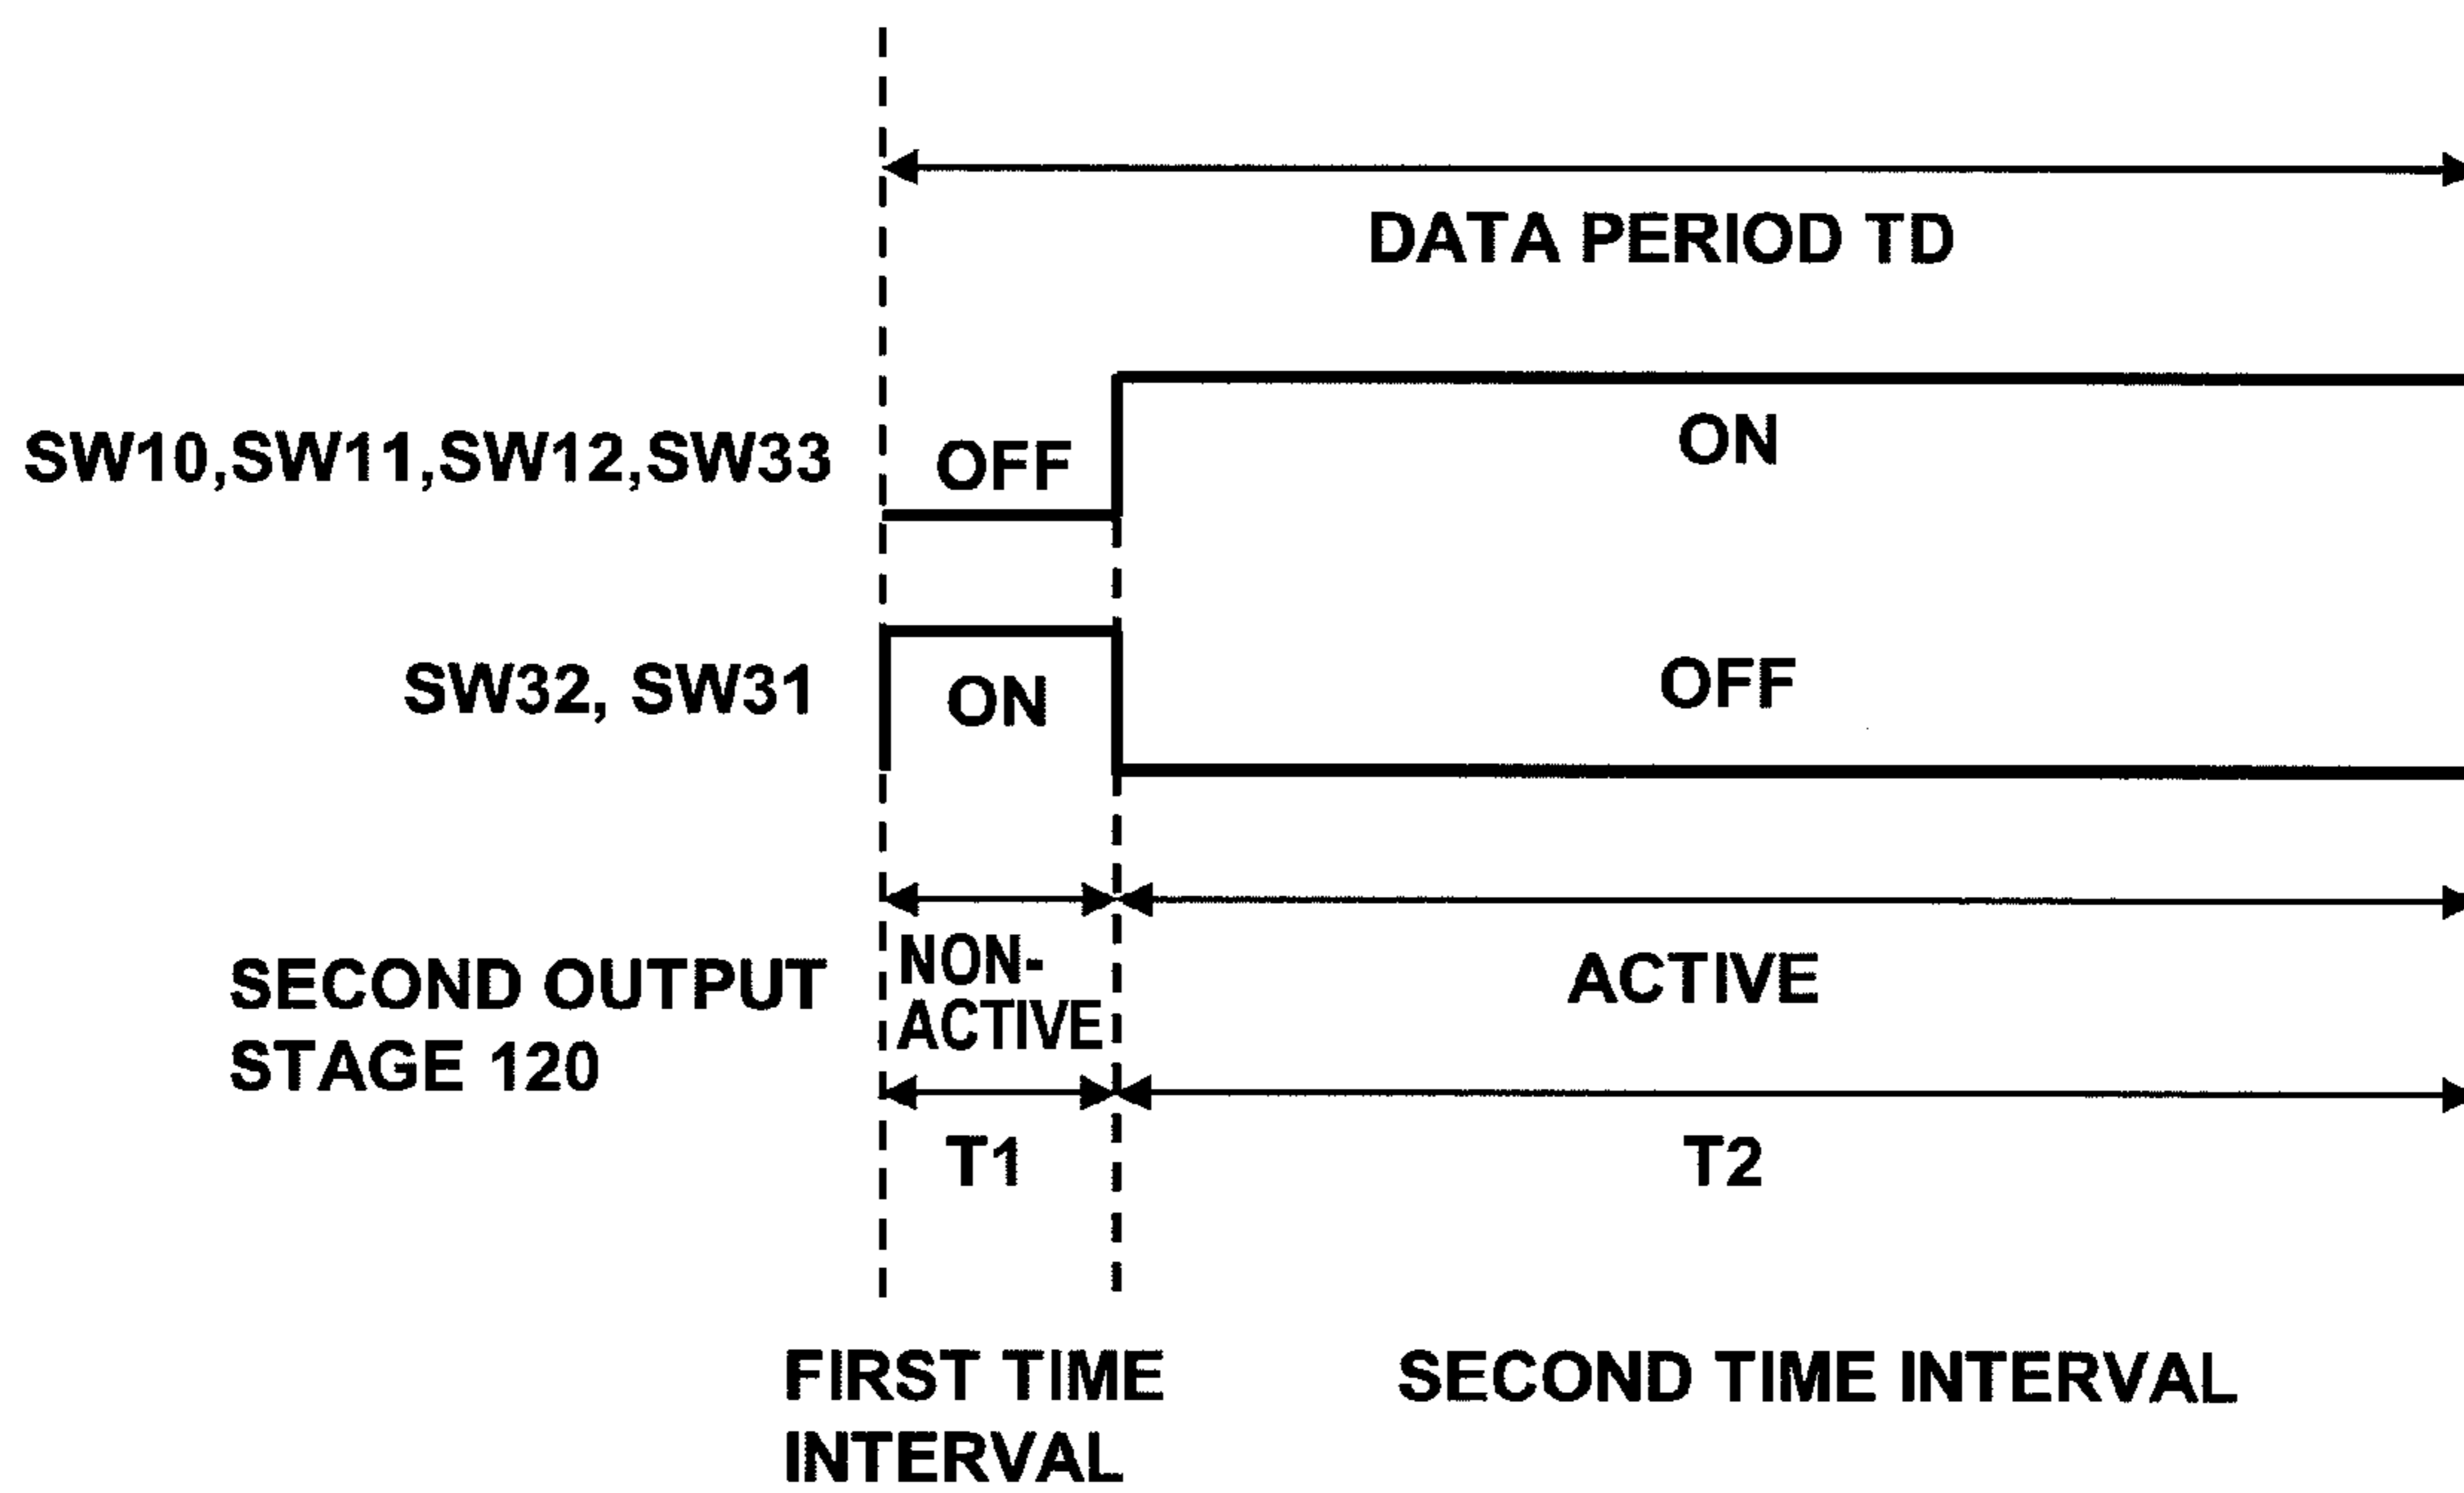 DATA PERIOD TD
SW10,SW11,SW12,SW33
OFF
ON
SW32, SW31
ON
OFF
SECOND OUTPUT
STAGE 120
NON-
ACTIVE
ACTIVE
T1
T2
FIRST TIME
INTERVAL
SECOND TIME INTERVAL